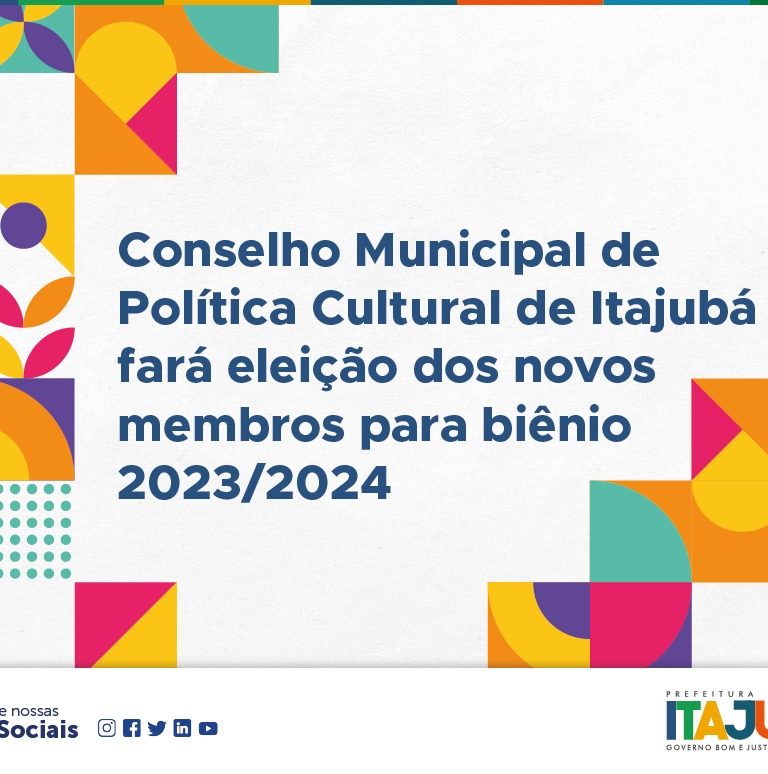 Conselho Municipal de
Política Cultural de Itajubá
fará eleição dos novos
membros para biênio
2023/2024
e nossas
Sociais
PREFEITURA
ITAJU
GOVERNO BOM E JUST